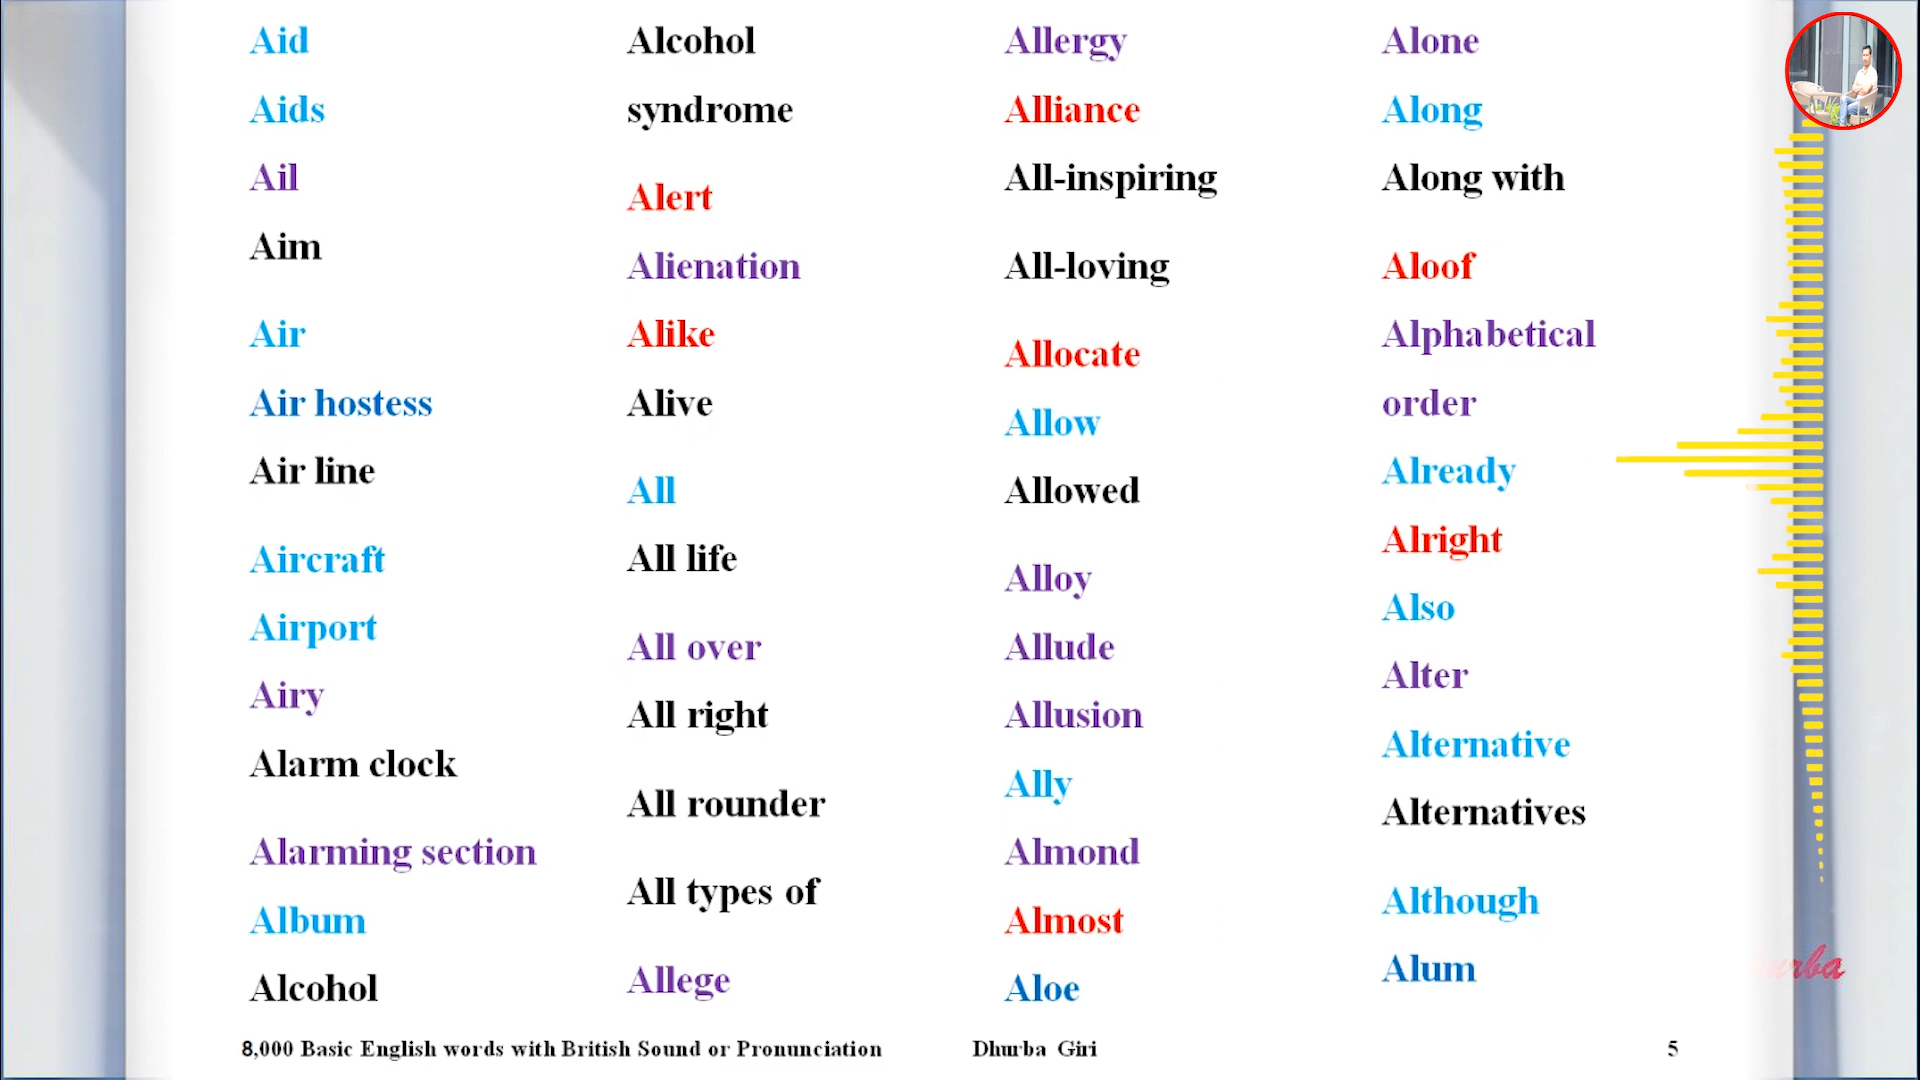 Aid
Aids
Ail
Aim
Air
Air hostess
Air line
Aircraft
Airport
Airy
Alarm clock
Alarming section
Album
Alcohol
Alcohol
syndrome
Alert
Alienation
Alike
Alive
All
All life
All over
All right
All rounder
All types of
Allege
Allergy
Alliance
All-inspiring
All-loving
Allocate
Allow
Allowed
Alloy
Allude
Allusion
Ally
Almond
Almost
Aloe
Alone
Along
Along with
Aloof
Alphabetical
order
Already
Alright
Also
Alter
Alternative
Alternatives
Although
Alum
8,000 Basic English words with British Sound or Pronunciation Dhurba Giri 5